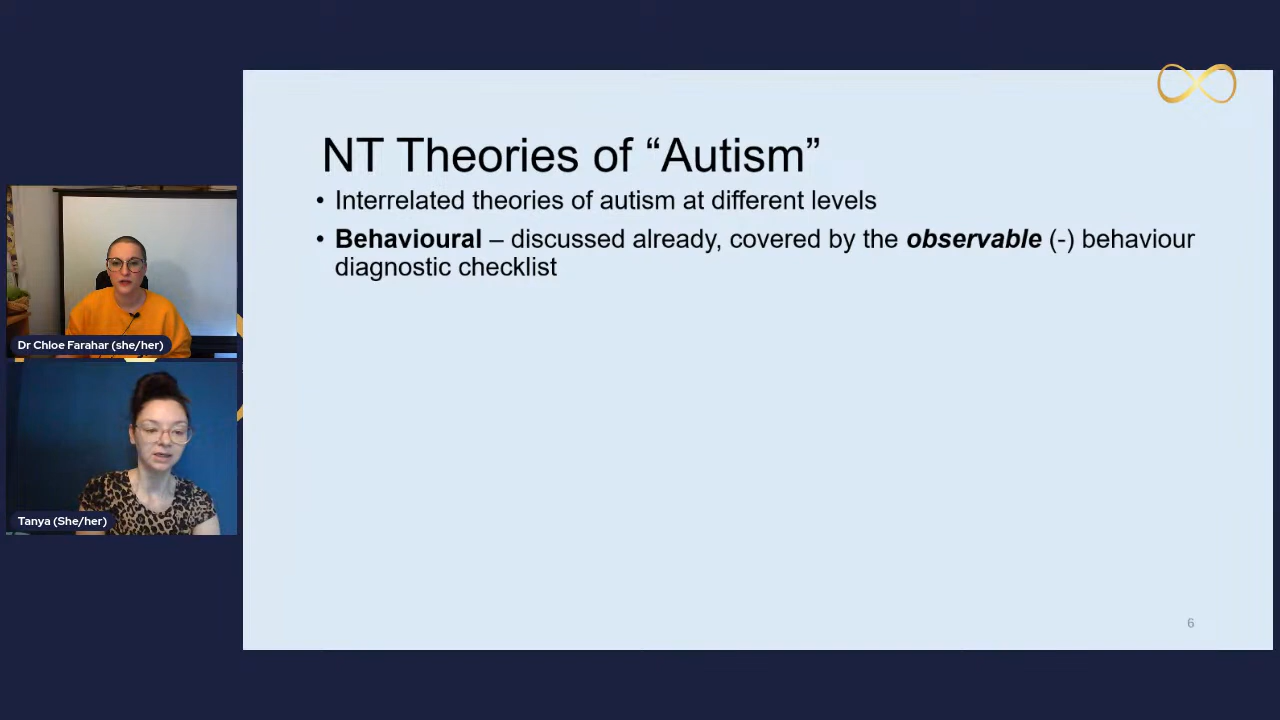 NT Theories of “Autism”
• Interrelated theories of autism at different levels
• Behavioural – discussed already, covered by the observable (-) behaviour
diagnostic checklist
Dr Chloe Farahar (she/her)
Tanya (She/her)
6